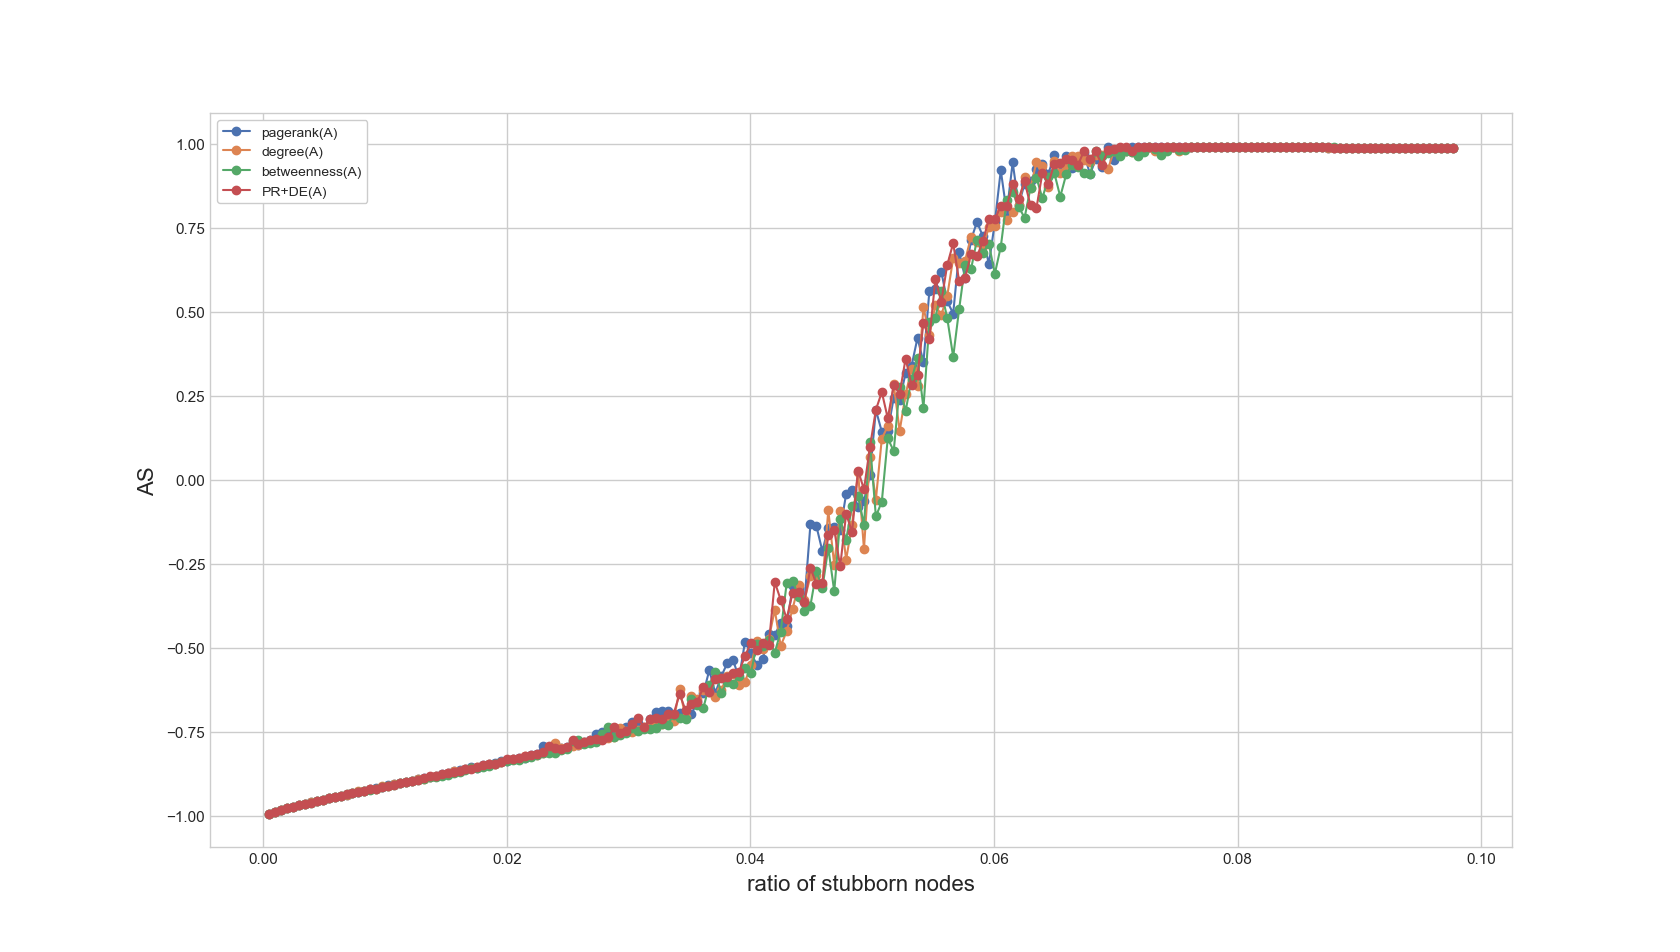 pagerank(A)
degree(A)
betweenness(A)
PR+DE(A)
1.00
0.75
0.50
0.25
0.00
−0.25
−0.50
−0.75
−1.00
AS
0.00 0.02 0.04 0.06 0.08 0.10
ratio of stubborn nodes